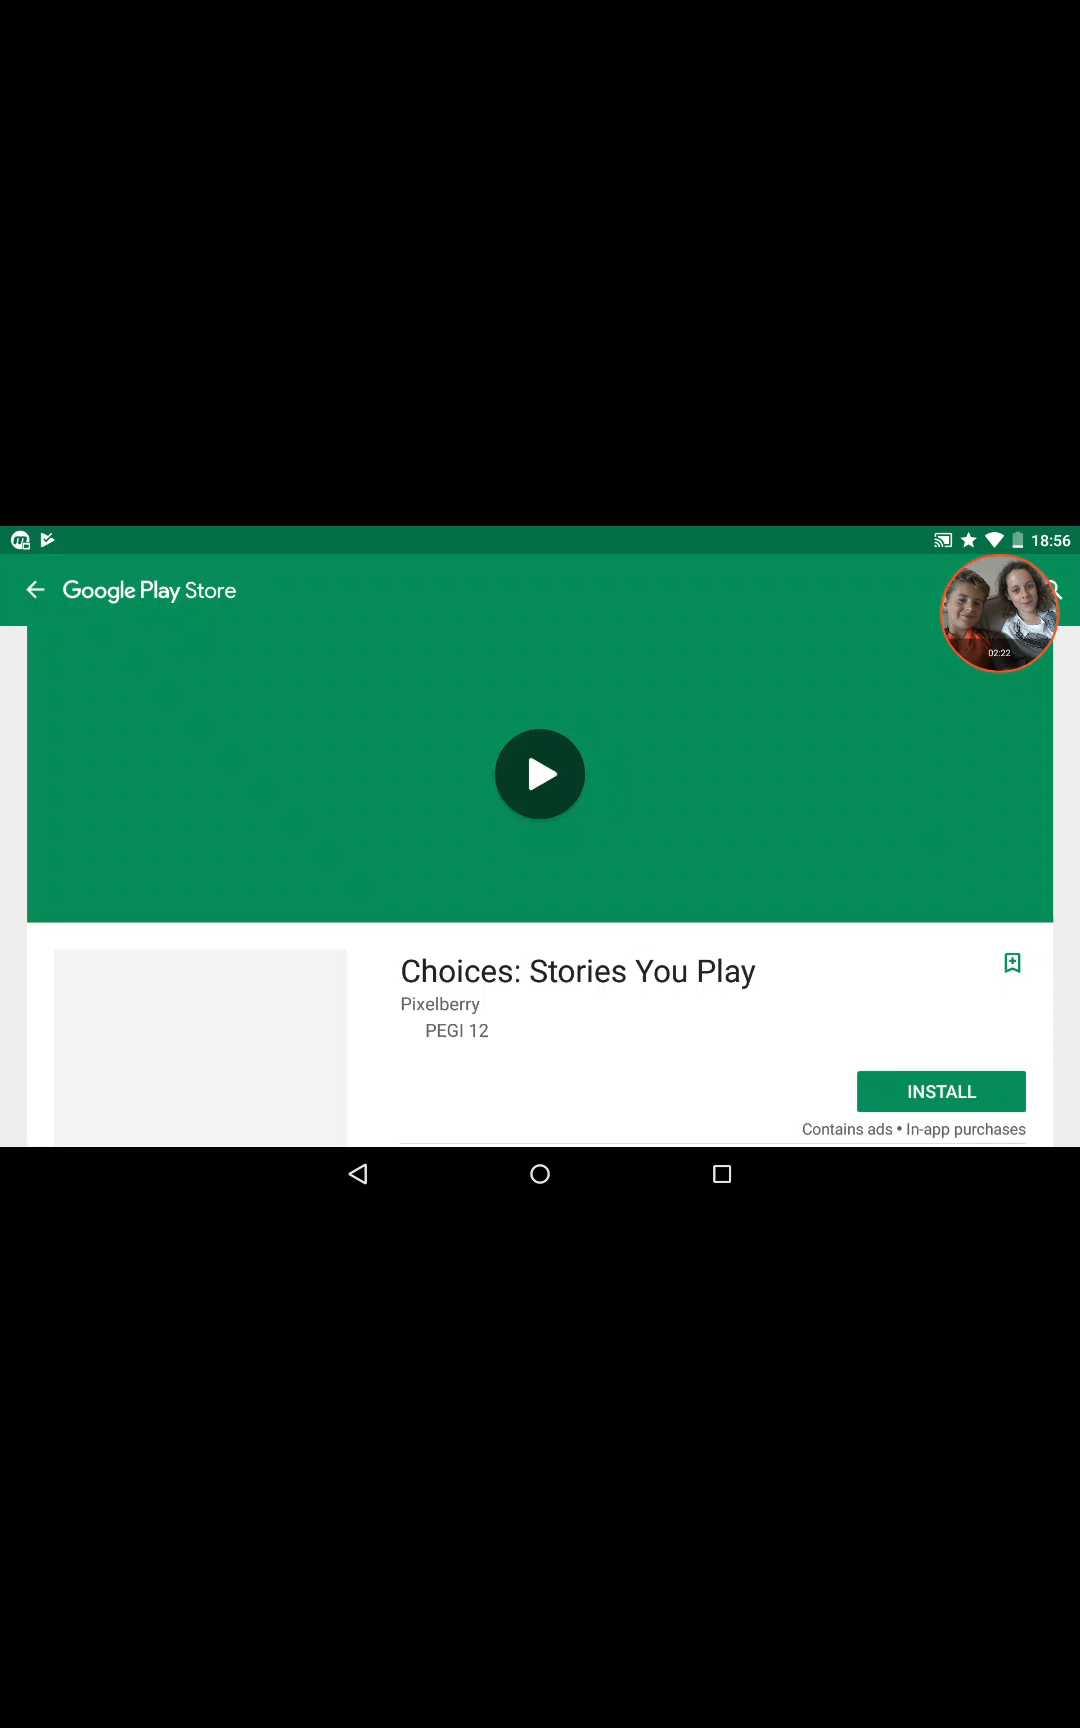 18:56
Google Play Store
02:22
Choices: Stories You Play
Pixelberry
PEGI 12
INSTALL
Contains ads • In-app purchases